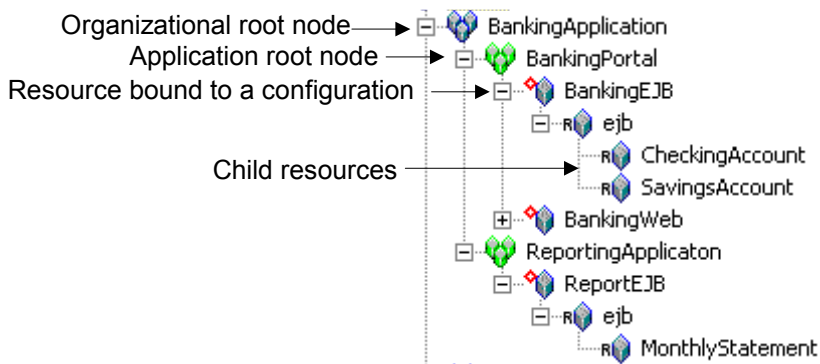 Organizational root node BankingApplication
Application root node BankingPortal
Resource bound to a configuration BankingEJB
R ejb
R CheckingAccount
Child resources
R SavingsAccount
BankingWeb
ReportingApplicaton
ReportEJB
R ejb
R MonthlyStatement